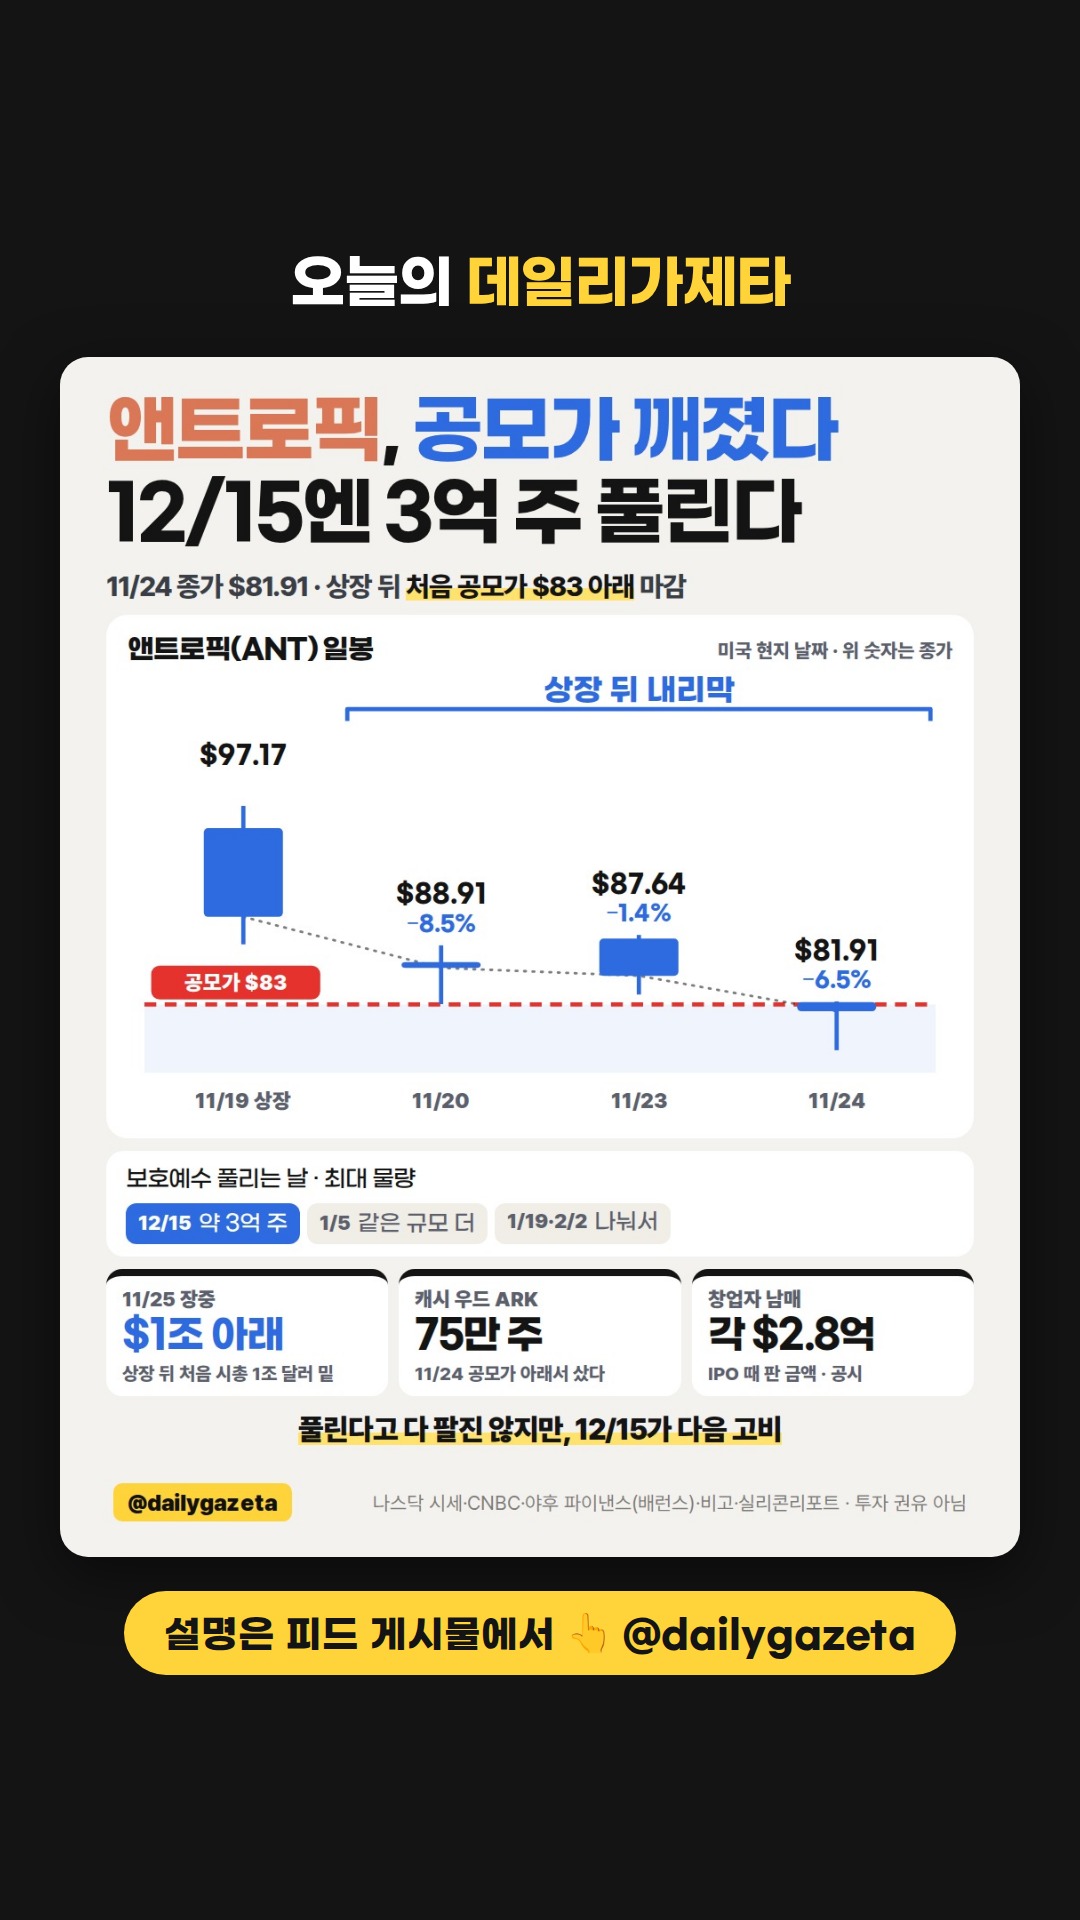 오늘의 데일리가제타
앤트로픽, 공모가 깨졌다
12/15엔 3억 주 풀린다
11/24 종가 $81.91 · 상장 뒤 처음 공모가 $83 아래 마감
앤트로픽(ANT) 일봉
미국 현지 날짜 · 위 숫자는 종가
상장 뒤 내리막
$97.17
$88.91
−8.5%
$87.64
−1.4%
$81.91
−6.5%
공모가 $83
11/19 상장
11/20
11/23
11/24
보호예수 풀리는 날 · 최대 물량
12/15 약 3억 주
1/5 같은 규모 더
1/19·2/2 나눠서
11/25 장중
$1조 아래
상장 뒤 처음 시총 1조 달러 밑
캐시 우드 ARK
75만 주
11/24 공모가 아래서 샀다
창업자 남매
각 $2.8억
IPO 때 판 금액 · 공시
풀린다고 다 팔진 않지만, 12/15가 다음 고비
@dailygazeta
나스닥 시세·CNBC·야후 파이낸스(배런스)·비고·실리콘리포트 · 투자 권유 아님
설명은 피드 게시물에서 👆 @dailygazeta